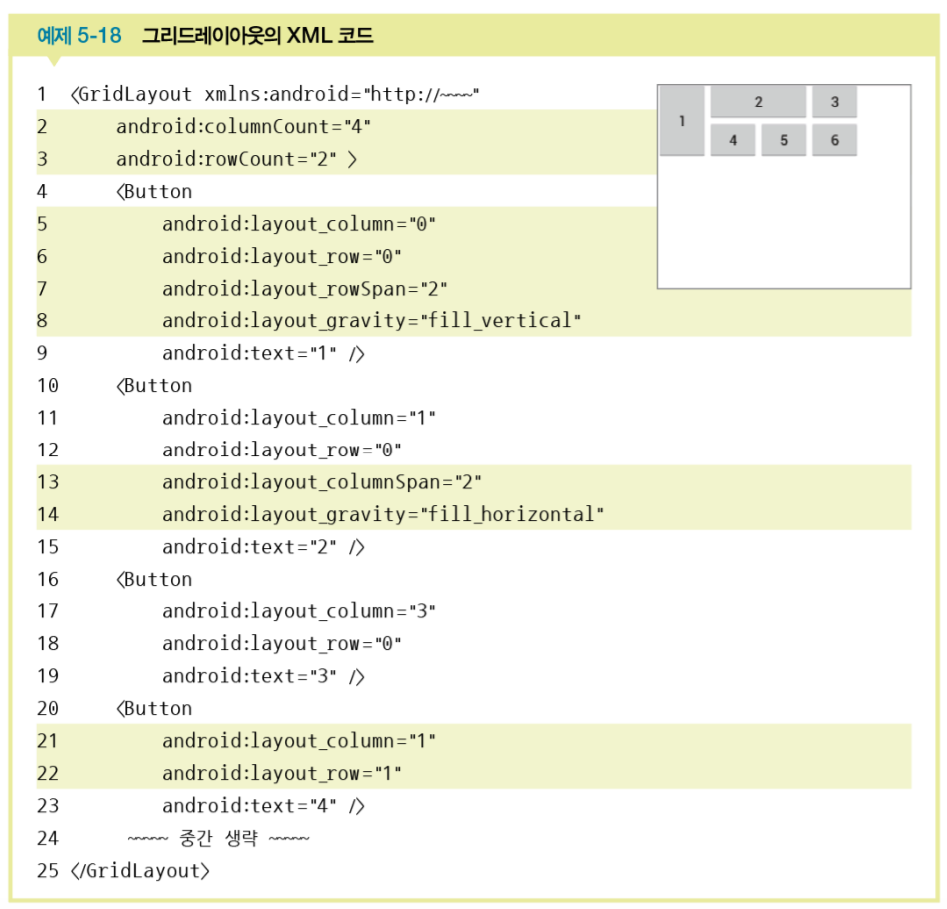 예제 5-18 그리드레이아웃의 XML 코드
1 <GridLayout xmlns:android="http://~~~~"
2 android:columnCount="4"
3 android:rowCount="2" >
4 <Button
5 android:layout_column="0"
6 android:layout_row="0"
7 android:layout_rowSpan="2"
8 android:layout_gravity="fill_vertical"
9 android:text="1" />
10 <Button
11 android:layout_column="1"
12 android:layout_row="0"
13 android:layout_columnSpan="2"
14 android:layout_gravity="fill_horizontal"
15 android:text="2" />
16 <Button
17 android:layout_column="3"
18 android:layout_row="0"
19 android:text="3" />
20 <Button
21 android:layout_column="1"
22 android:layout_row="1"
23 android:text="4" />
24 ~~~~~ 중간 생략 ~~~~~
25 </GridLayout>
1
2 3
4 5 6